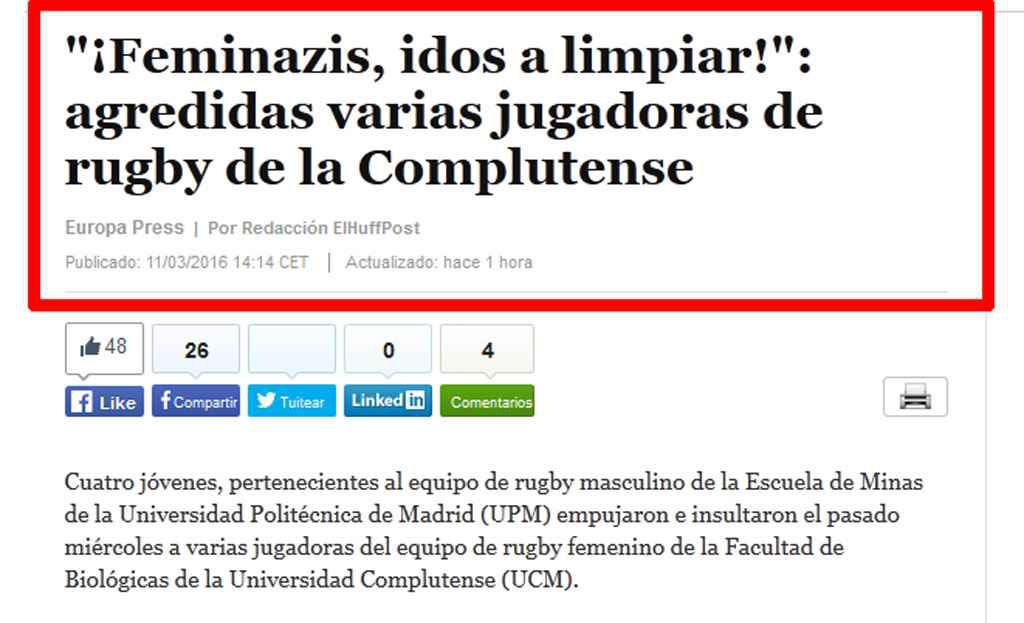 "¡Feminazis, idos a limpiar!":
agredidas varias jugadoras de
rugby de la Complutense
Europa Press | Por Redacción ElHuffPost
Publicado: 11/03/2016 14:14 CET | Actualizado: hace 1 hora
48 26 0 4
Like Compartir Tuitear Linked in Comentarios
Cuatro jóvenes, pertenecientes al equipo de rugby masculino de la Escuela de Minas
de la Universidad Politécnica de Madrid (UPM) empujaron e insultaron el pasado
miércoles a varias jugadoras del equipo de rugby femenino de la Facultad de
Biológicas de la Universidad Complutense (UCM).